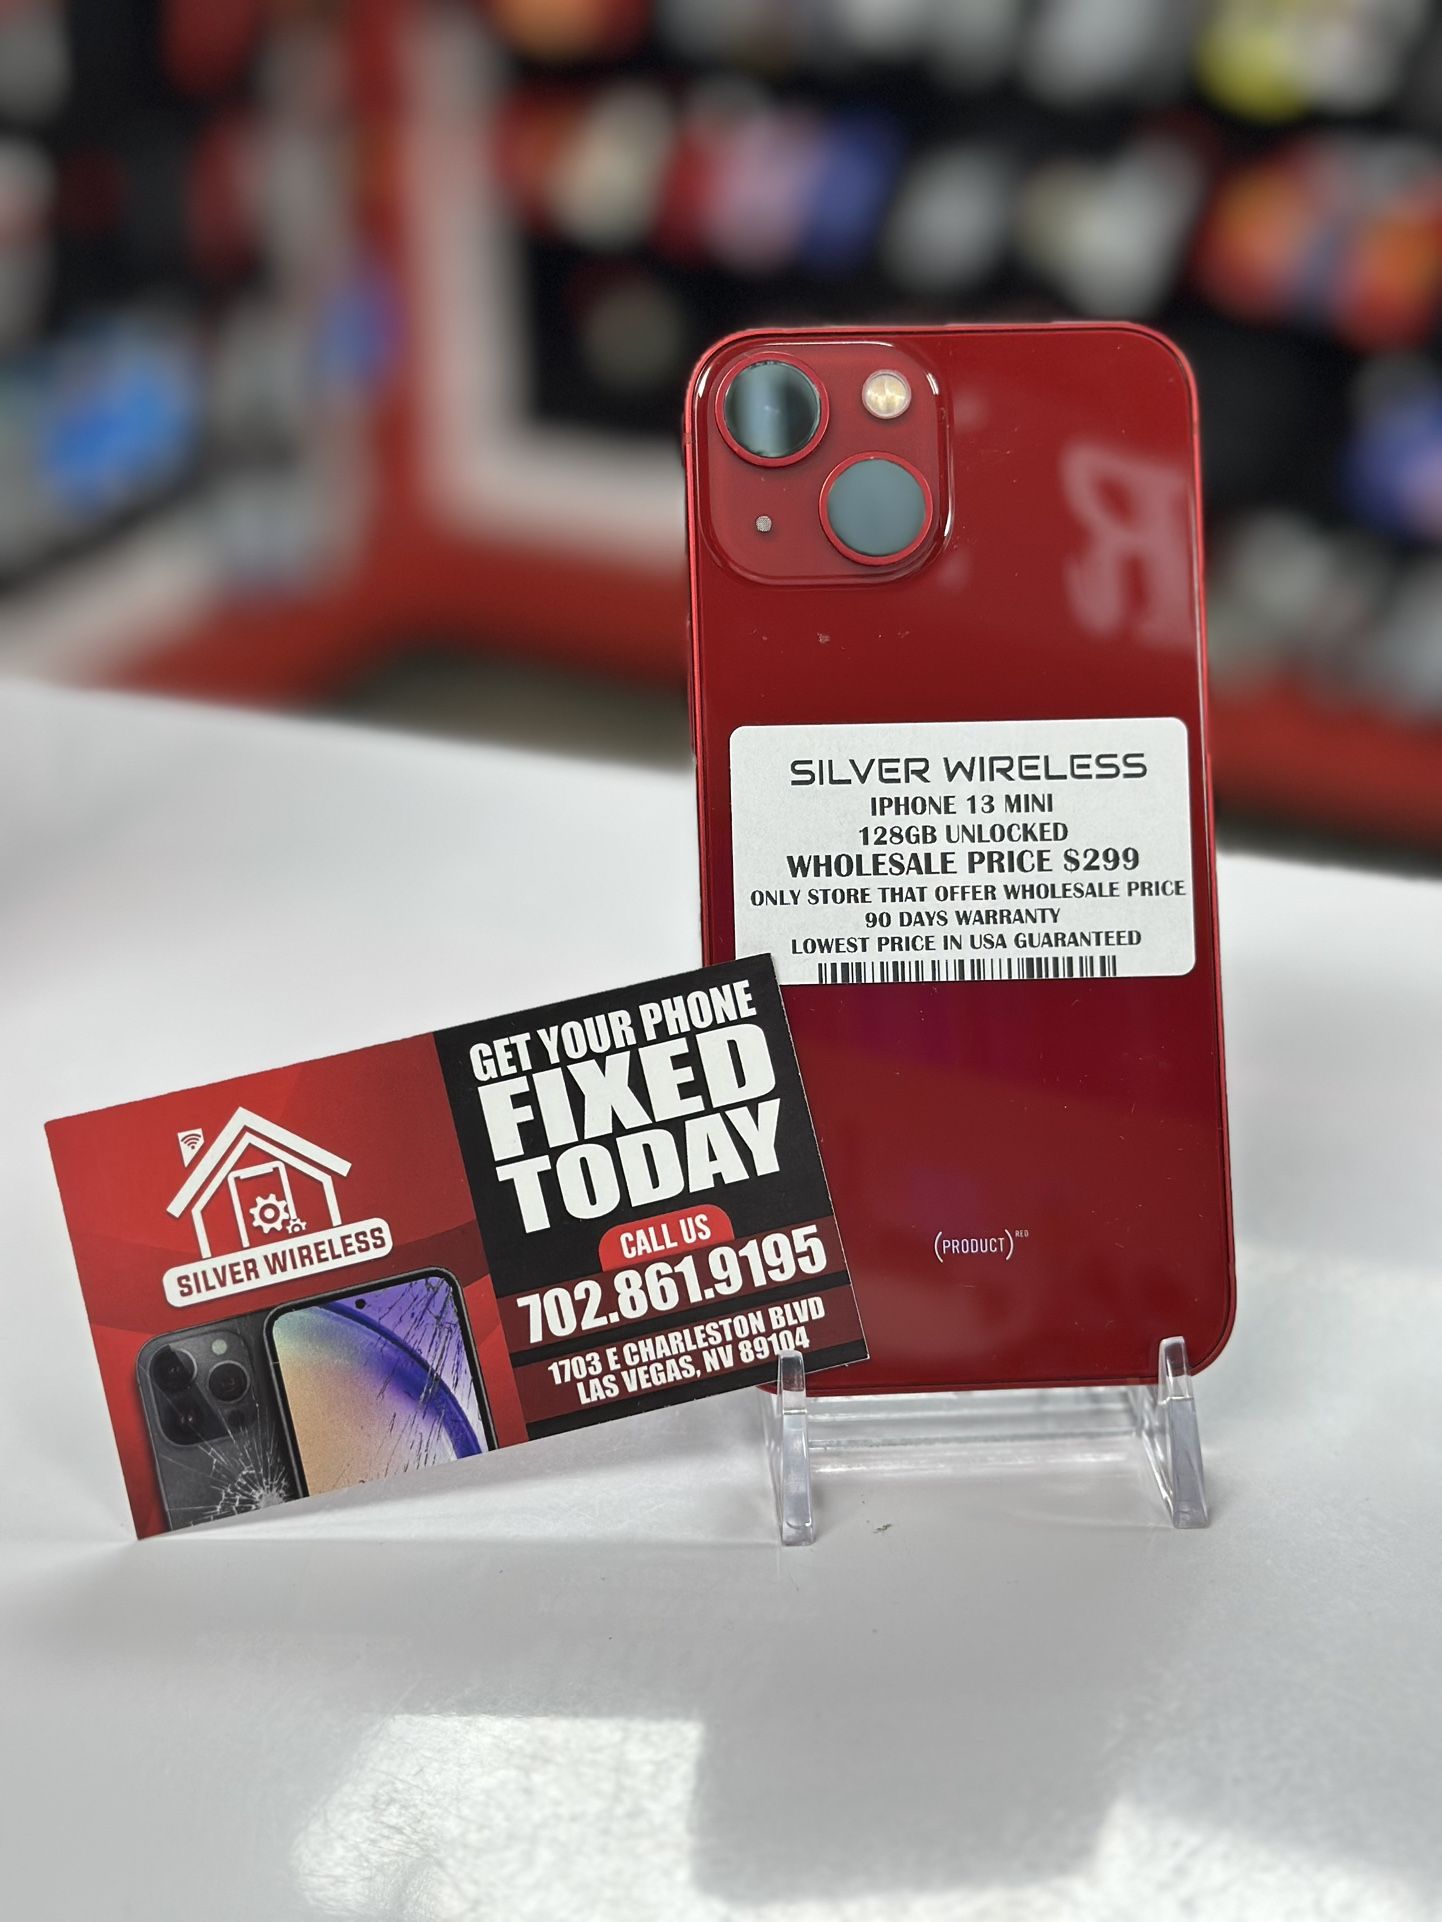 SILVER WIRELESS
IPHONE 13 MINI
128GB UNLOCKED
WHOLESALE PRICE $299
ONLY STORE THAT OFFER WHOLESALE PRICE
90 DAYS WARRANTY
LOWEST PRICE IN USA GUARANTEED
(PRODUCT)RED
SILVER WIRELESS
GET YOUR PHONE
FIXED
TODAY
CALL US
702.861.9195
1703 E CHARLESTON BLVD
LAS VEGAS, NV 89104